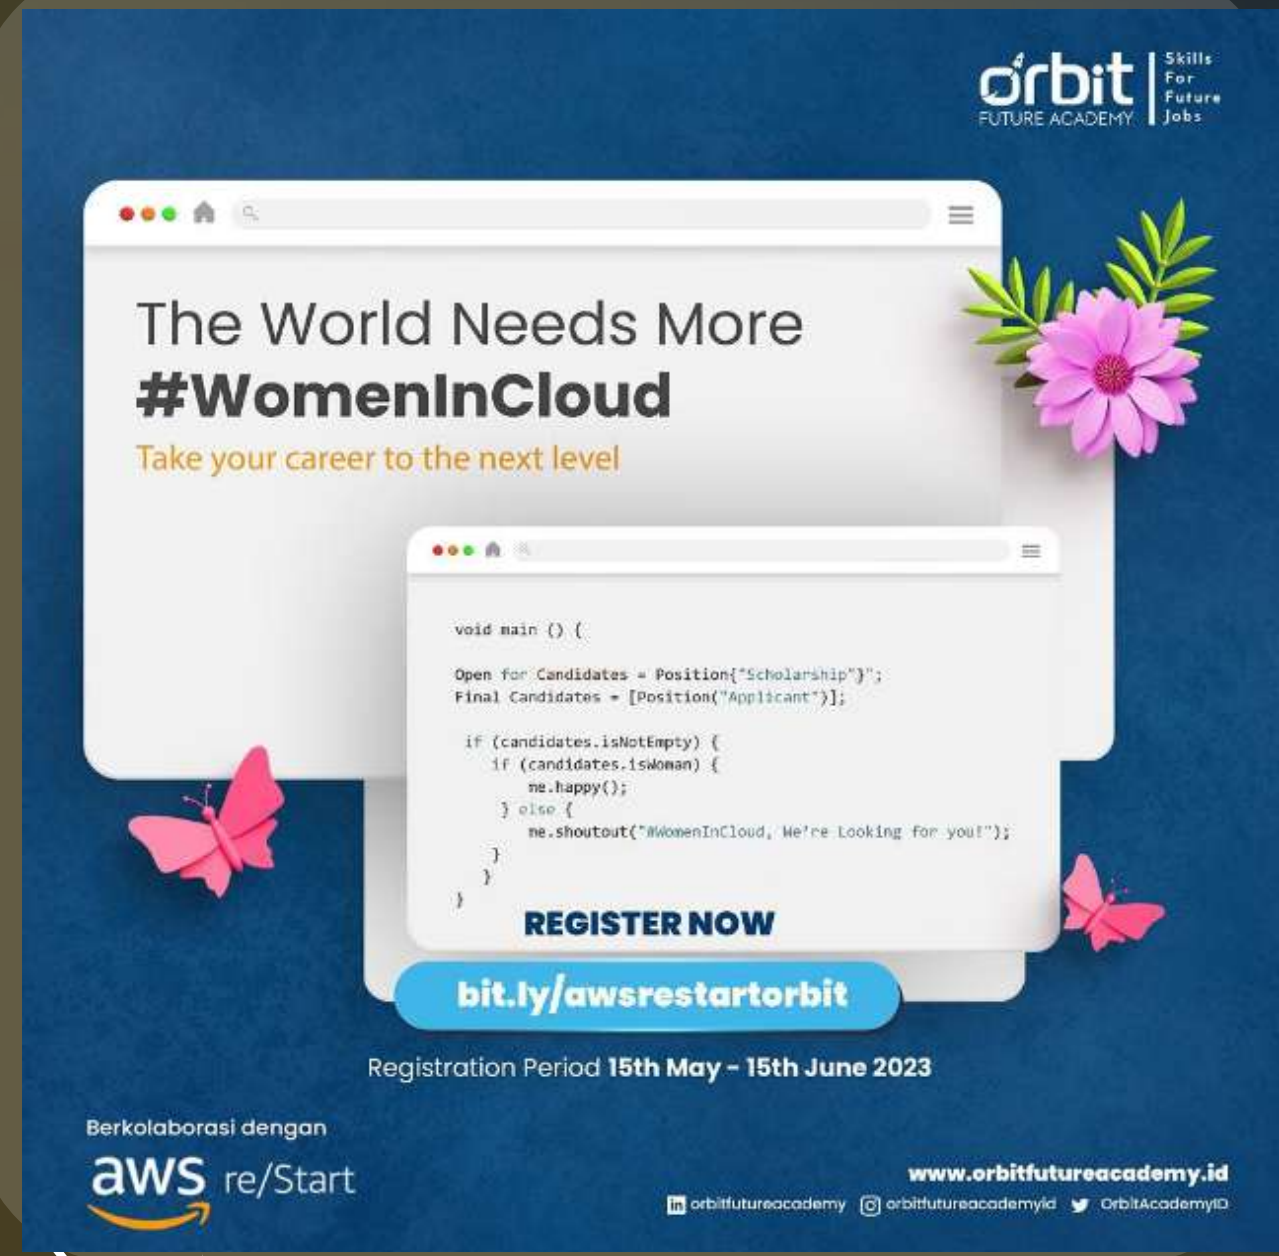 orbit
FUTURE ACADEMY
Skills
For
Future
Jobs
The World Needs More
#WomenInCloud
Take your career to the next level
void main () {
Open for Candidates = Position{"Scholarship"}";
Final Candidates = [Position("Applicant")];
if (candidates.isNotEmpty) {
if (candidates.isWoman) {
me.happy();
} else {
me.shoutout("#WomenInCloud, We're Looking for you!");
}
}
}
REGISTER NOW
bit.ly/awsrestartorbit
Registration Period 15th May - 15th June 2023
Berkolaborasi dengan
aws re/Start
www.orbitfutureacademy.id
in orbitfutureacademy orbitfutureacademyid OrbitAcademyID